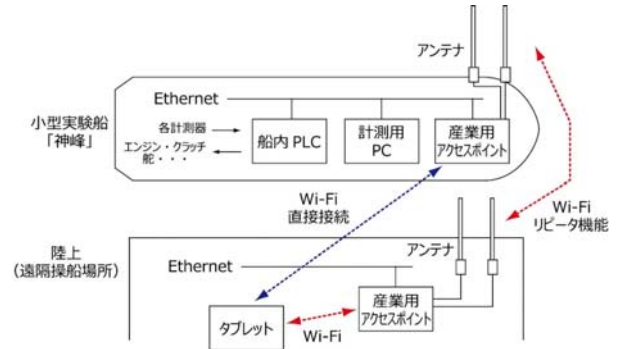 アンテナ
Ethernet
小型実験船
「神峰」
各計測器
エンジン・クラッチ
舵・・・
船内 PLC
計測用
PC
産業用
アクセスポイント
Wi-Fi
直接接続
Wi-Fi
リピータ機能
陸上
（遠隔操船場所）
アンテナ
Ethernet
産業用
アクセスポイント
タブレット
Wi-Fi